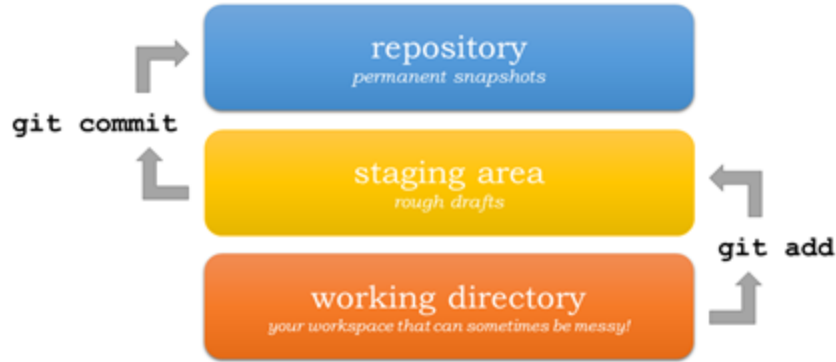 repository
permanent snapshots
git commit
staging area
rough drafts
git add
working directory
your workspace that can sometimes be messy!